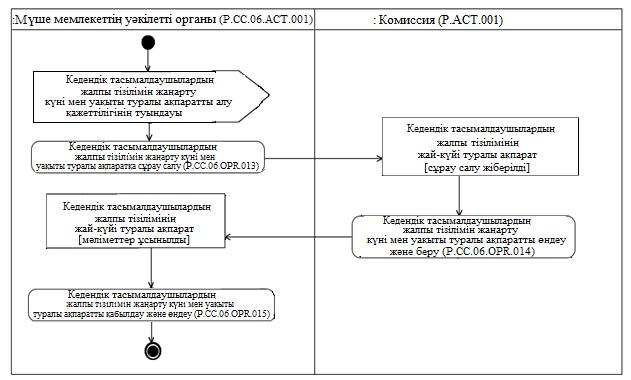 :Мүше мемлекеттің уәкілетті органы (P.CC.06.ACT.001)
: Комиссия (P.ACT.001)
Кедендік тасымалдаушылардың
жалпы тізілімін жаңарту
күні мен уақыты туралы ақпаратты алу
қажеттілігінің туындауы
Кедендік тасымалдаушылардың
жалпы тізілімін жаңарту күні мен
уақыты туралы ақпаратқа сұрау салу (P.CC.06.OPR.013)
Кедендік тасымалдаушылардың
жалпы тізілімінің
жай-күйі туралы ақпарат
[сұрау салу жіберілді]
Кедендік тасымалдаушылардың
жалпы тізілімін жаңарту
күні мен уақыты туралы ақпаратты өңдеу
және беру (P.CC.06.OPR.014)
Кедендік тасымалдаушылардың
жалпы тізілімінің
жай-күйі туралы ақпарат
[мәліметтер ұсынылды]
Кедендік тасымалдаушылардың
жалпы тізілімін жаңарту күні мен уақыты
туралы ақпаратты қабылдау және өңдеу (P.CC.06.OPR.015)